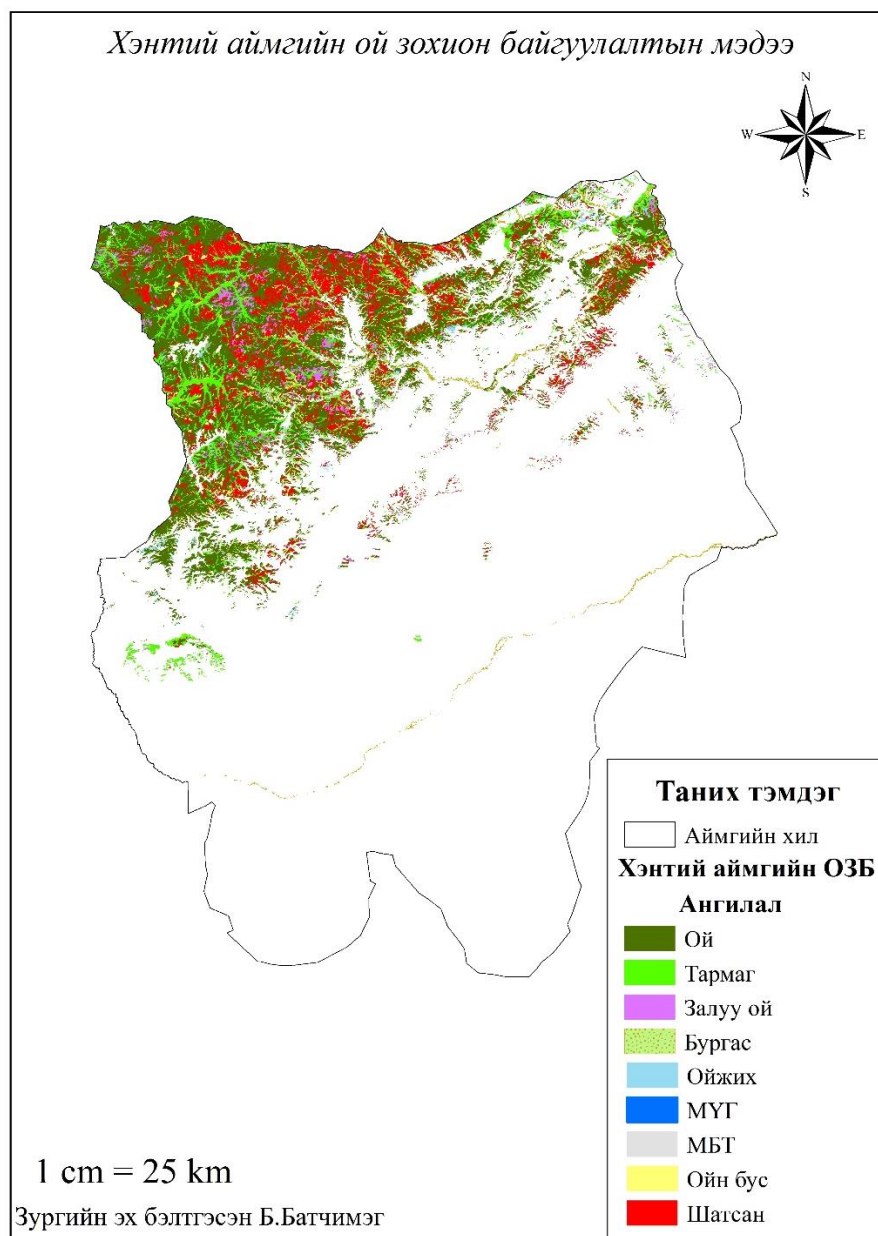 Хэнтий аймгийн ой зохион байгуулалтын мэдээ
N
W E
S
Таних тэмдэг
Аймгийн хил
Хэнтий аймгийн ОЗБ
Ангилал
Ой
Тармаг
Залуу ой
Бургас
Ойжих
МҮГ
МБТ
Ойн бус
Шатсан
1 cm = 25 km
Зургийн эх бэлтгэсэн Б.Батчимэг